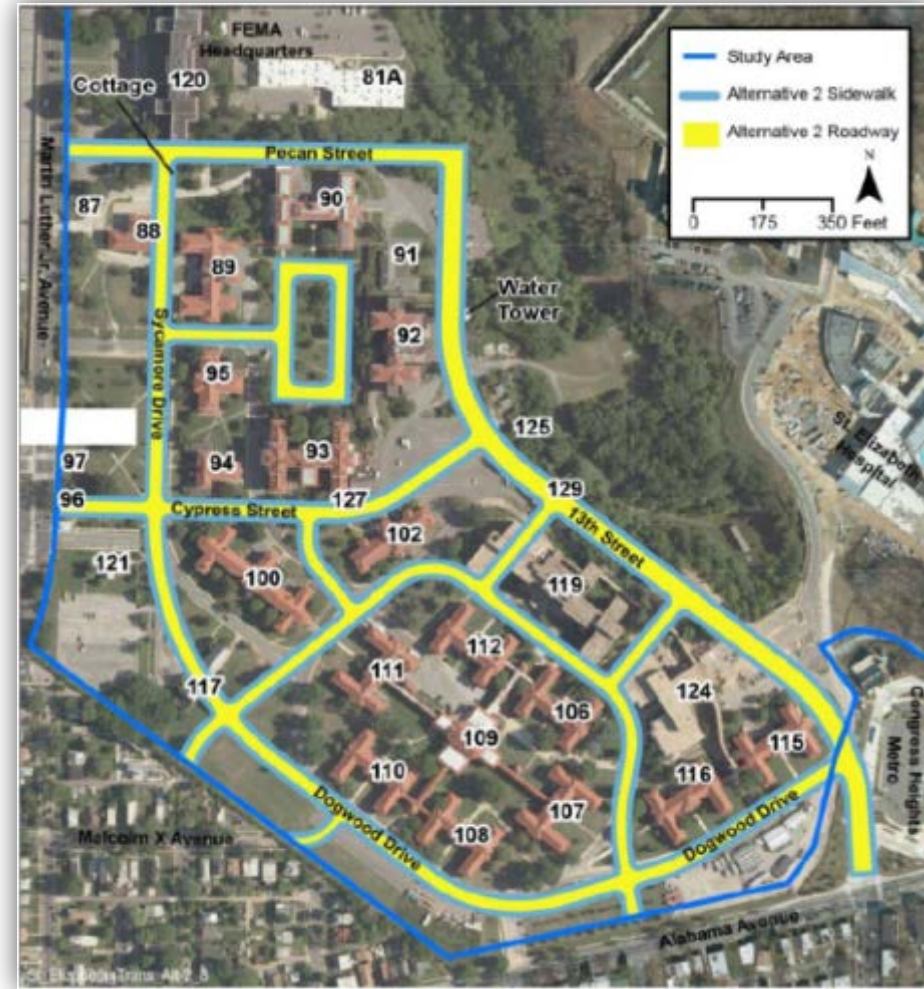 FEMA
Headquarters
120
81A
Cottage
Study Area
Alternative 2 Sidewalk
Alternative 2 Roadway
N
0 175 350 Feet
Pecan Street
Martin Luther Jr. Avenue
87
88
90
89
91
Water
Tower
92
Sycamore Drive
95
125
St. Elizabeths
Hospital
97
94
93
127
129
96
Cypress Street
13th Street
102
121
100
119
112
111
117
124
106
109
115
Congress Heights
Metro
110
116
107
Dogwood Drive
108
Dogwood Drive
Malcolm X Avenue
Alabama Avenue